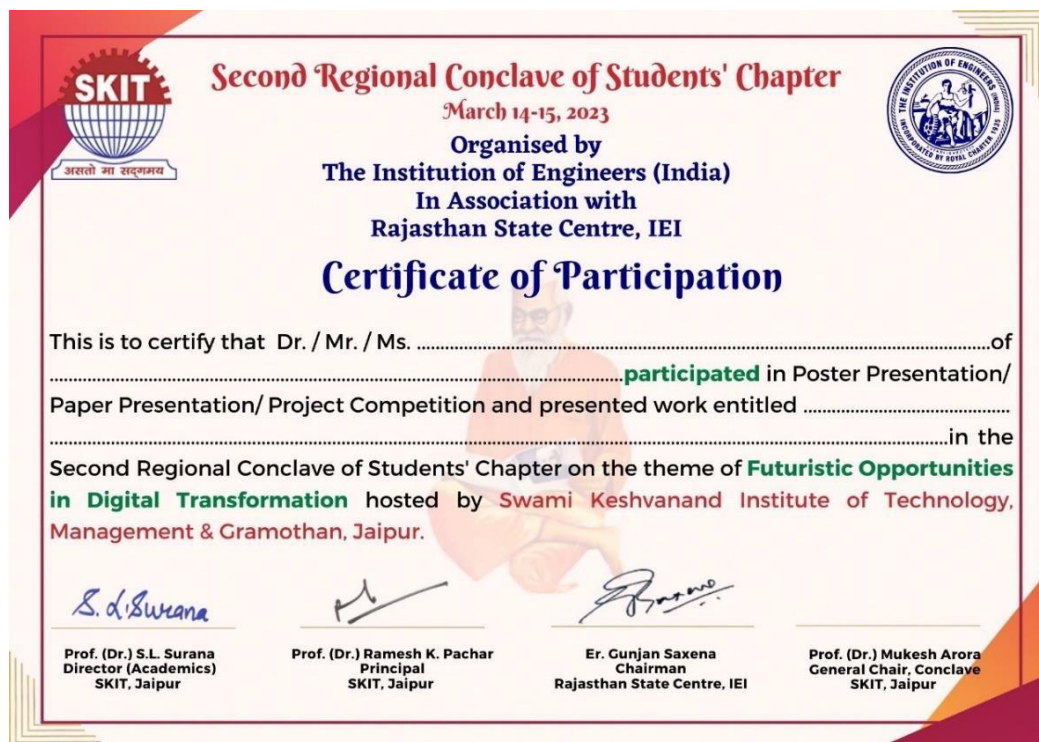 SKIT
असतो मा सद्गमय
Second Regional Conclave of Students' Chapter
March 14-15, 2023
Organised by
The Institution of Engineers (India)
In Association with
Rajasthan State Centre, IEI
THE INSTITUTION OF ENGINEERS (INDIA)
INCORPORATED BY ROYAL CHARTER 1935
Certificate of Participation
This is to certify that Dr. / Mr. / Ms. ..........................................................................................................................of
..........................................................................................................................participated in Poster Presentation/
Paper Presentation/ Project Competition and presented work entitled ............................................
................................................................................................................................................................................................in the
Second Regional Conclave of Students' Chapter on the theme of Futuristic Opportunities
in Digital Transformation hosted by Swami Keshvanand Institute of Technology,
Management & Gramothan, Jaipur.
S. L. Surana
Prof. (Dr.) S.L. Surana
Director (Academics)
SKIT, Jaipur
Prof. (Dr.) Ramesh K. Pachar
Principal
SKIT, Jaipur
Er. Gunjan Saxena
Chairman
Rajasthan State Centre, IEI
Prof. (Dr.) Mukesh Arora
General Chair, Conclave
SKIT, Jaipur